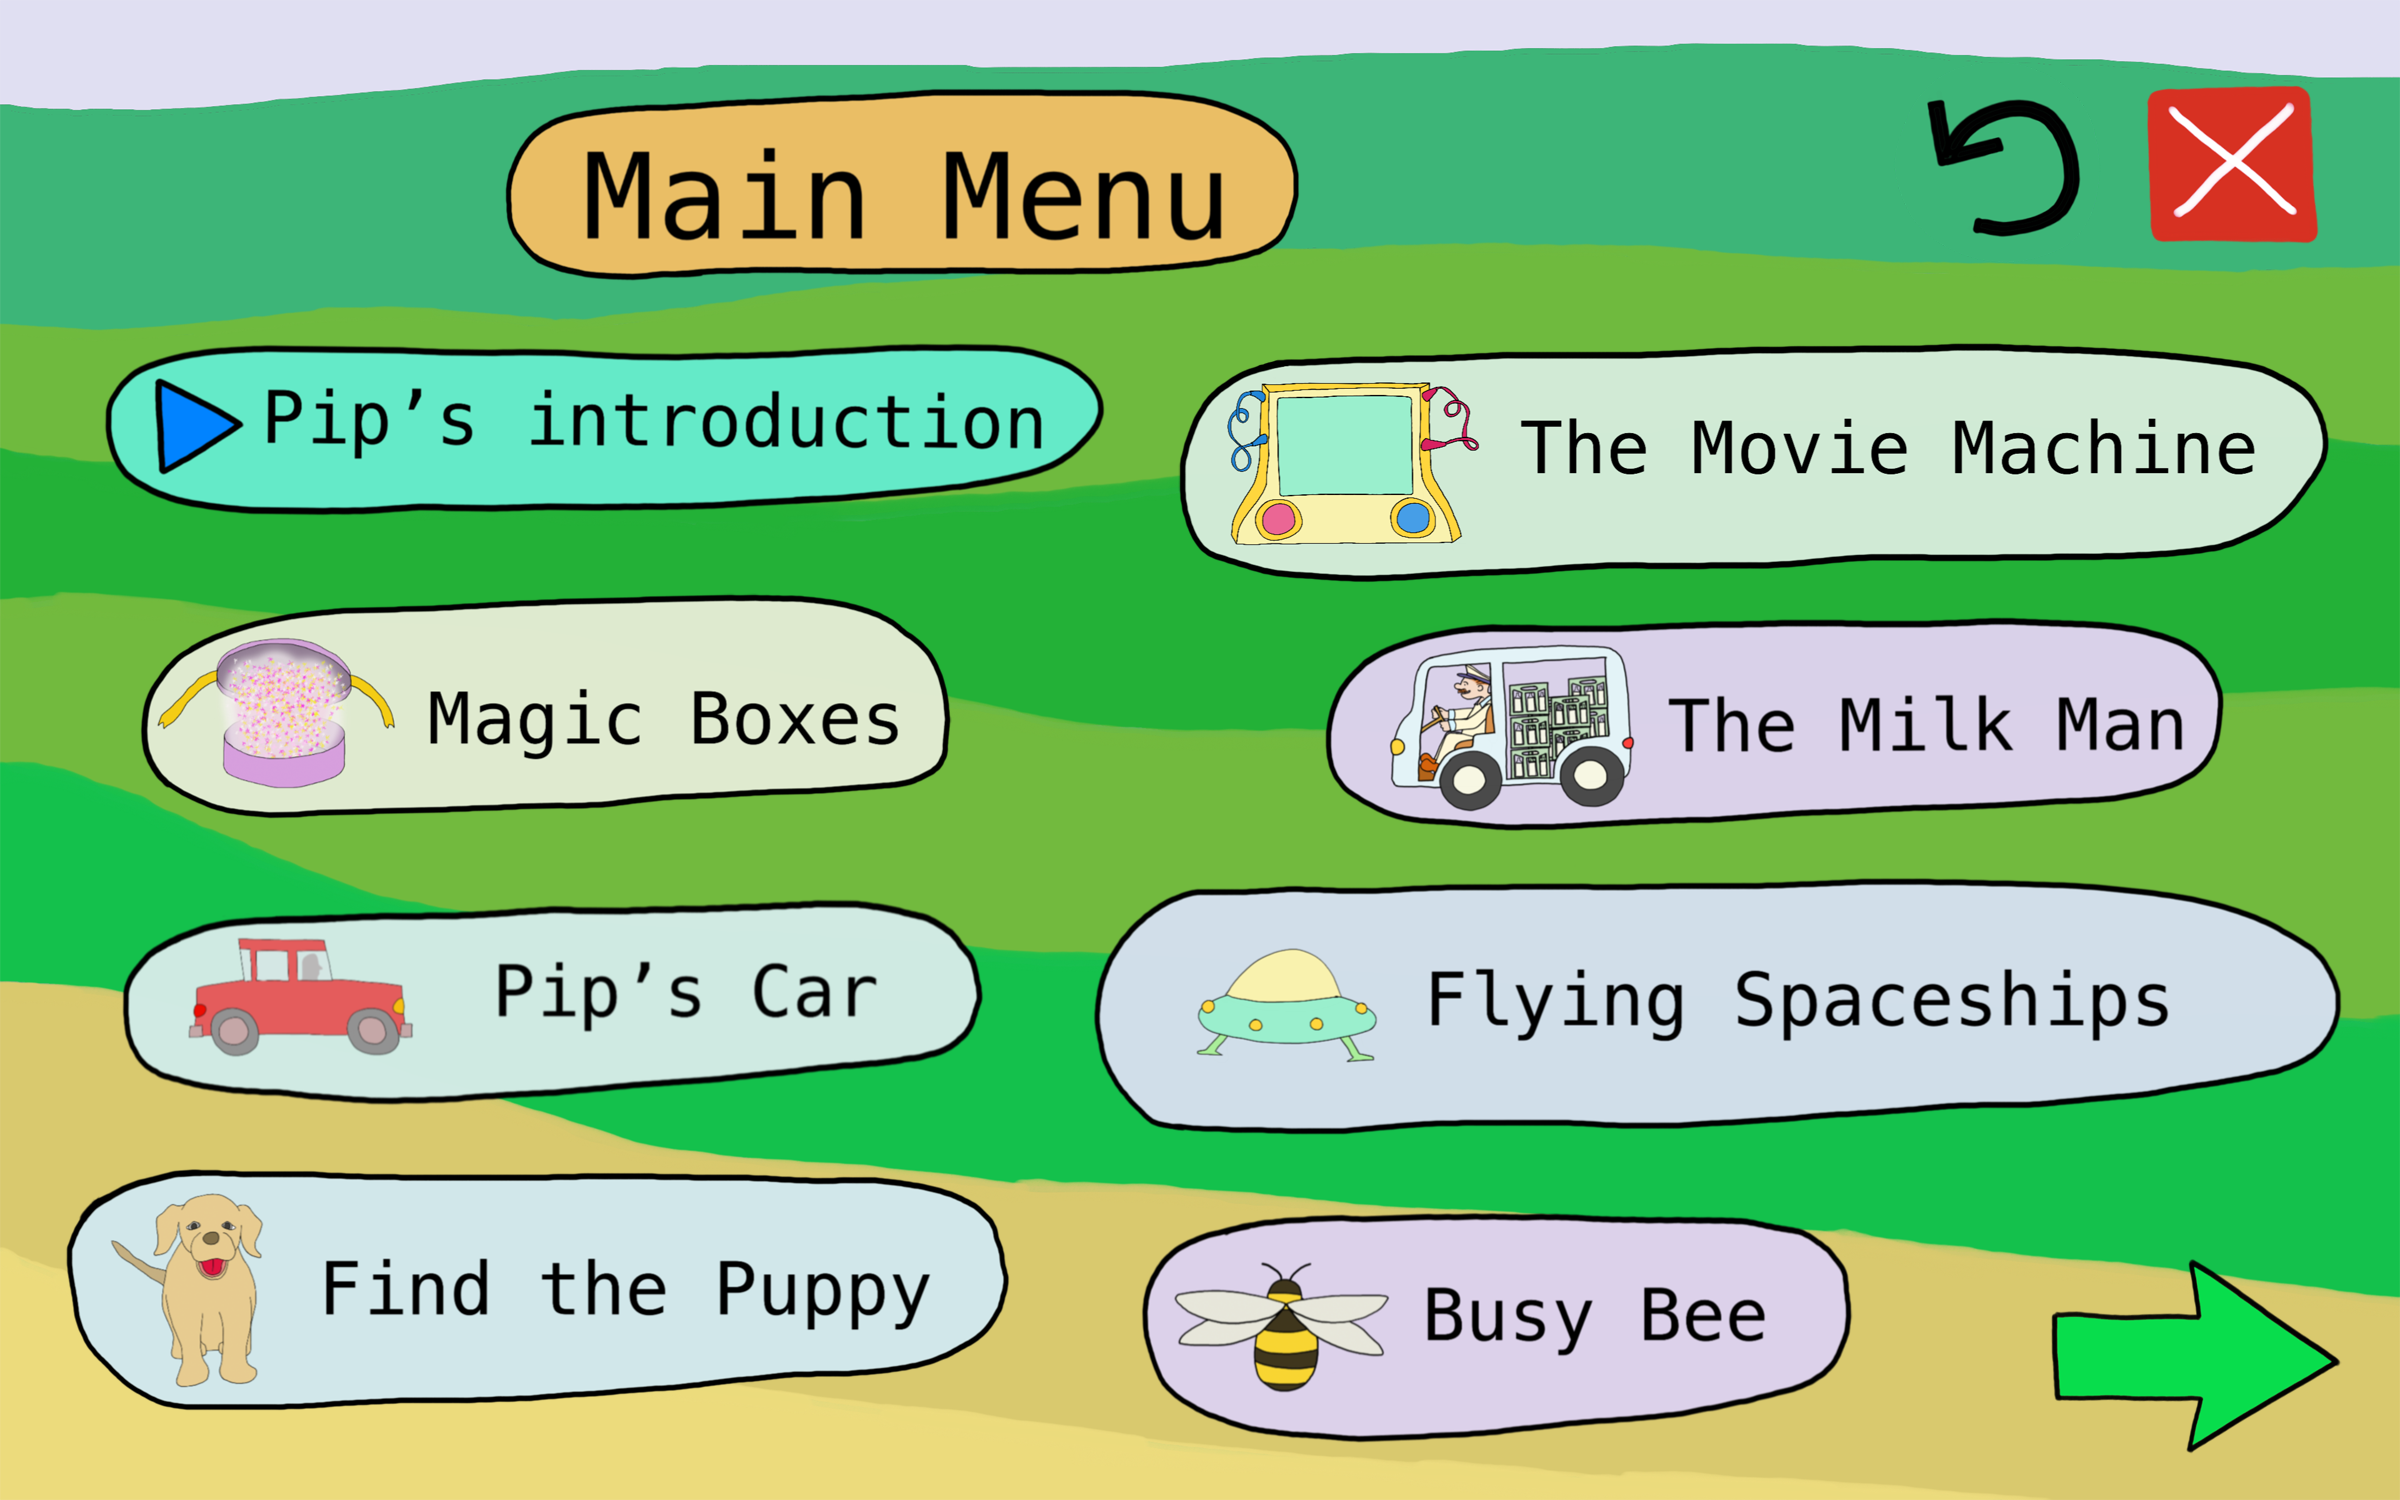 Main Menu
Pip’s introduction
The Movie Machine
Magic Boxes
The Milk Man
Pip’s Car
Flying Spaceships
Find the Puppy
Busy Bee